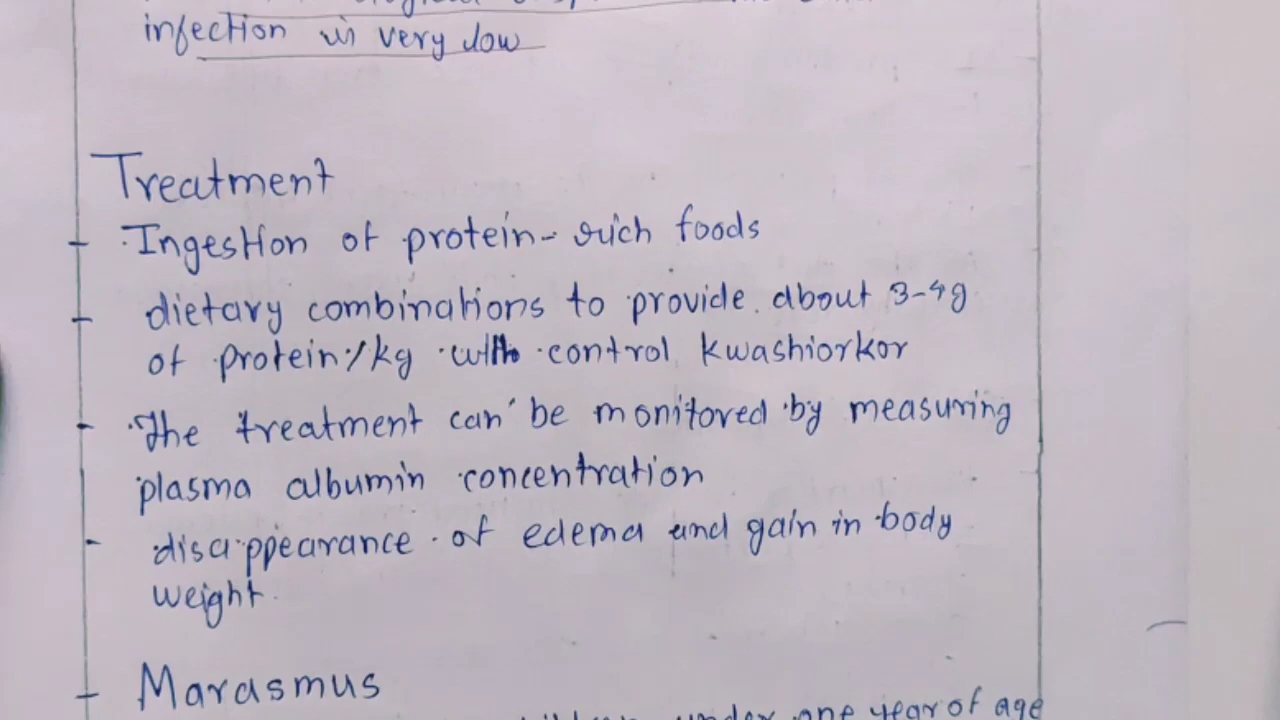 infection is very low
Treatment
- Ingestion of protein-rich foods
- dietary combinations to provide about 3-4g
of protein/kg will control kwashiorkor
- The treatment can be monitored by measuring
plasma albumin concentration
- disappearance of edema and gain in body
weight.
- Marasmus
under one year of age